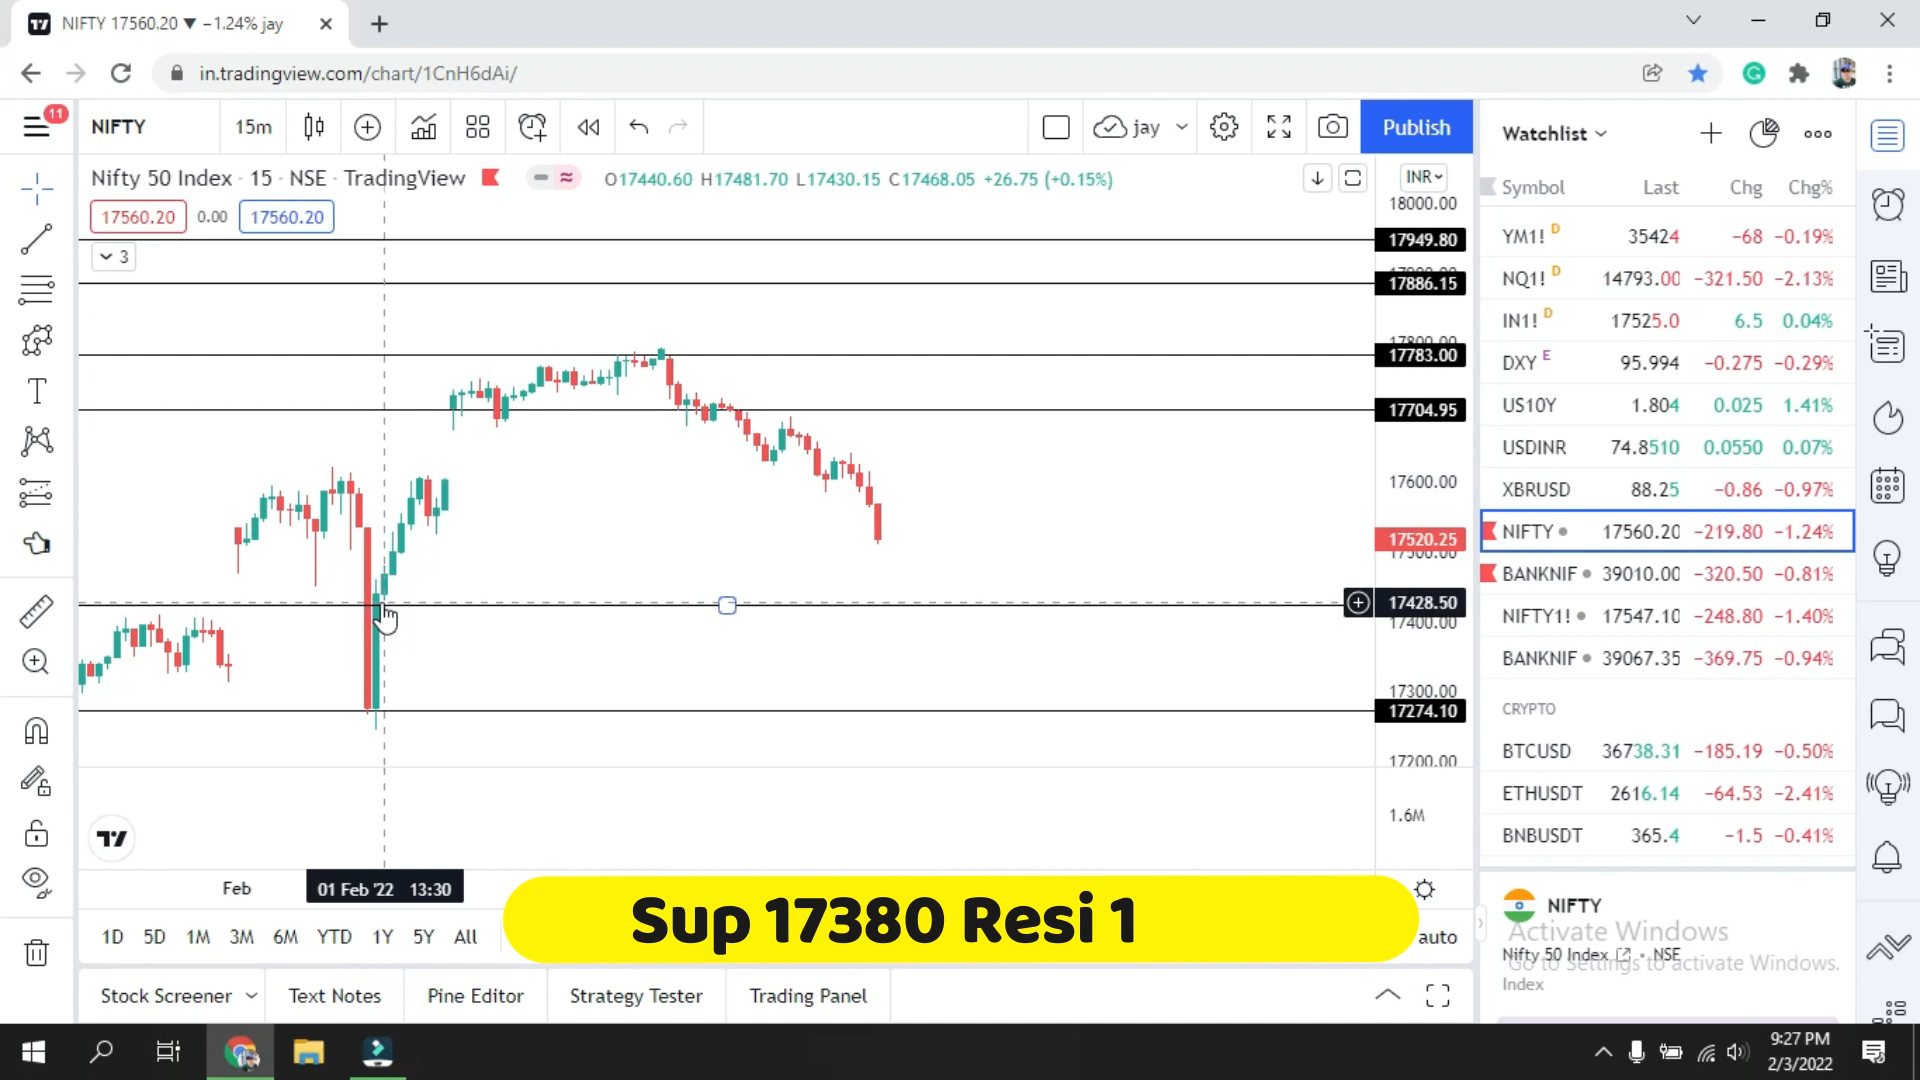 NIFTY 17560.20 ▼ −1.24% jay
in.tradingview.com/chart/1CnH6dAi/
11
NIFTY
15m
jay
Publish
Watchlist
Nifty 50 Index · 15 · NSE · TradingView
O17440.60 H17481.70 L17430.15 C17468.05 +26.75 (+0.15%)
INR
17560.20 0.00 17560.20
3
18000.00
17949.80
17886.15
17783.00
17704.95
17600.00
17520.25
17500.00
17428.50
17400.00
17300.00
17274.10
17200.00
1.6M
Symbol Last Chg Chg%
YM1! D 35424 −68 −0.19%
NQ1! D 14793.00 −321.50 −2.13%
IN1! D 17525.0 6.5 0.04%
DXY E 95.994 −0.275 −0.29%
US10Y 1.804 0.025 1.41%
USDINR 74.8510 0.0550 0.07%
XBRUSD 88.25 −0.86 −0.97%
NIFTY 17560.20 −219.80 −1.24%
BANKNIF 39010.00 −320.50 −0.81%
NIFTY1! 17547.10 −248.80 −1.40%
BANKNIF 39067.35 −369.75 −0.94%
CRYPTO
BTCUSD 36738.31 −185.19 −0.50%
ETHUSDT 2616.14 −64.53 −2.41%
BNBUSDT 365.4 −1.5 −0.41%
Feb
01 Feb '22 13:30
Sup 17380 Resi 1
1D 5D 1M 3M 6M YTD 1Y 5Y All
auto
NIFTY
Activate Windows
Nifty 50 Index · NSE
Go to Settings to activate Windows.
Index
Stock Screener Text Notes Pine Editor Strategy Tester Trading Panel
9:27 PM
2/3/2022